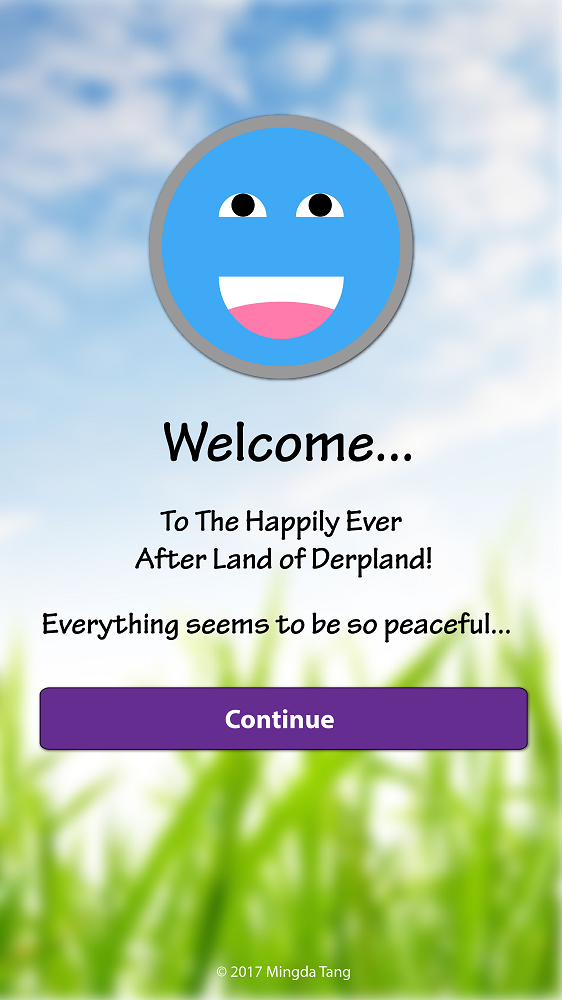 Welcome...
To The Happily Ever
After Land of Derpland!
Everything seems to be so peaceful...
Continue
© 2017 Mingda Tang